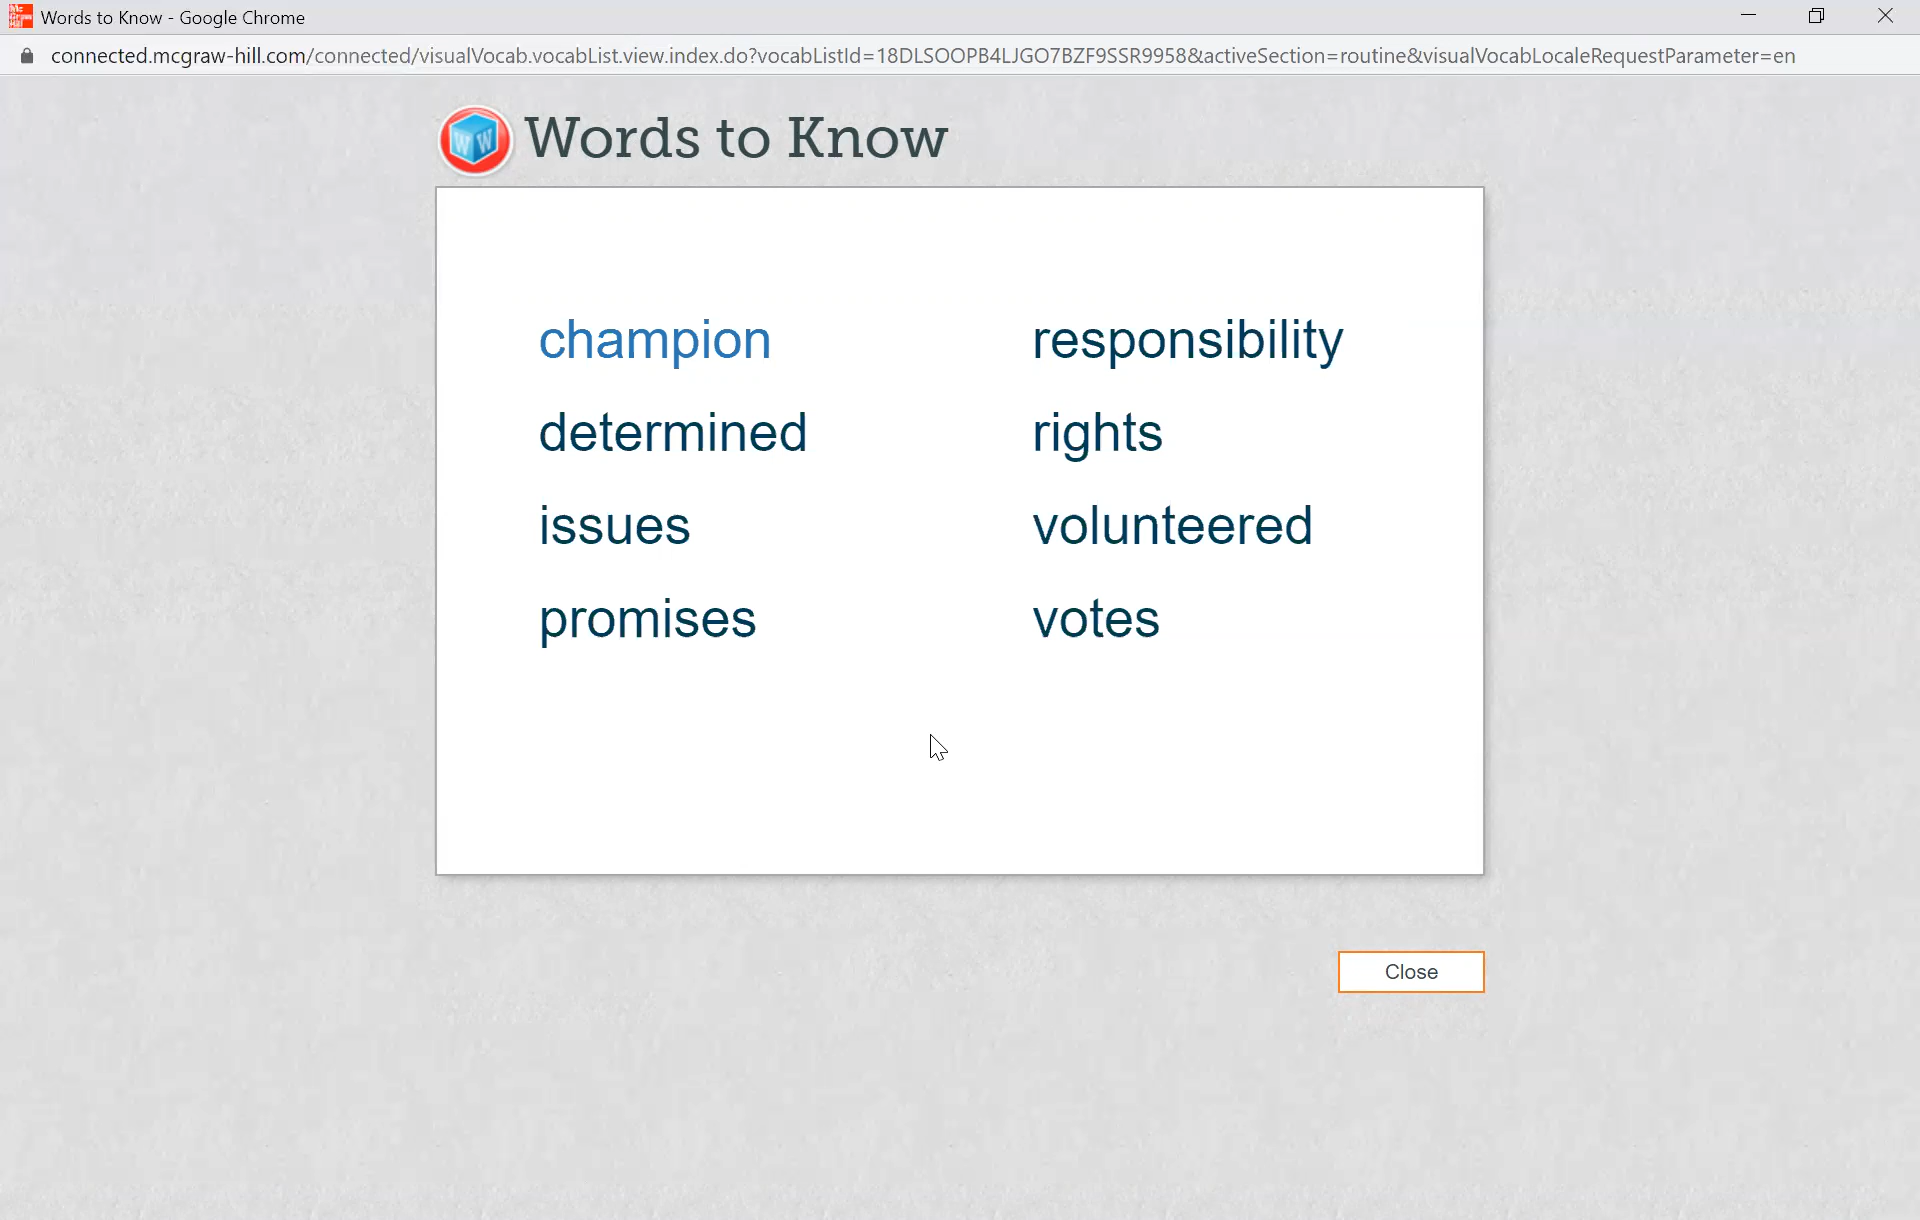 Words to Know - Google Chrome
connected.mcgraw-hill.com/connected/visualVocab.vocabList.view.index.do?vocabListId=18DLSOOPB4LJGO7BZF9SSR9958&activeSection=routine&visualVocabLocaleRequestParameter=en
Words to Know
champion
determined
issues
promises
responsibility
rights
volunteered
votes
Close